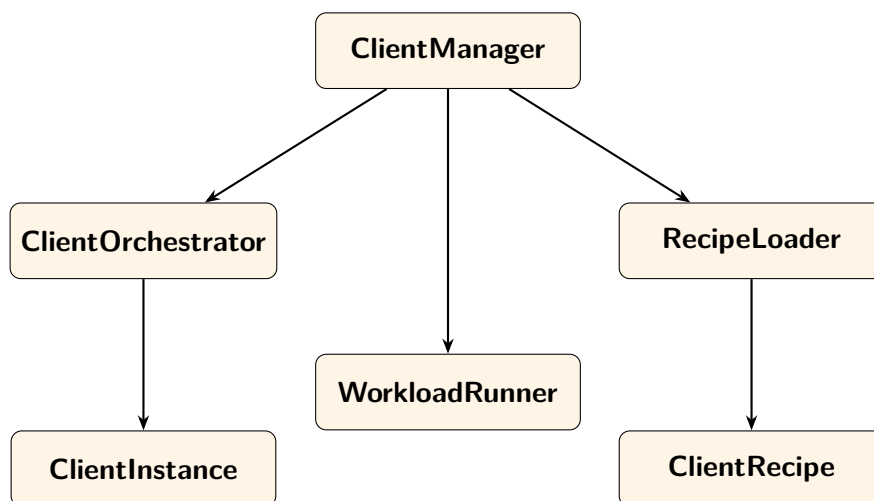 ClientManager
ClientOrchestrator
RecipeLoader
WorkloadRunner
ClientInstance
ClientRecipe